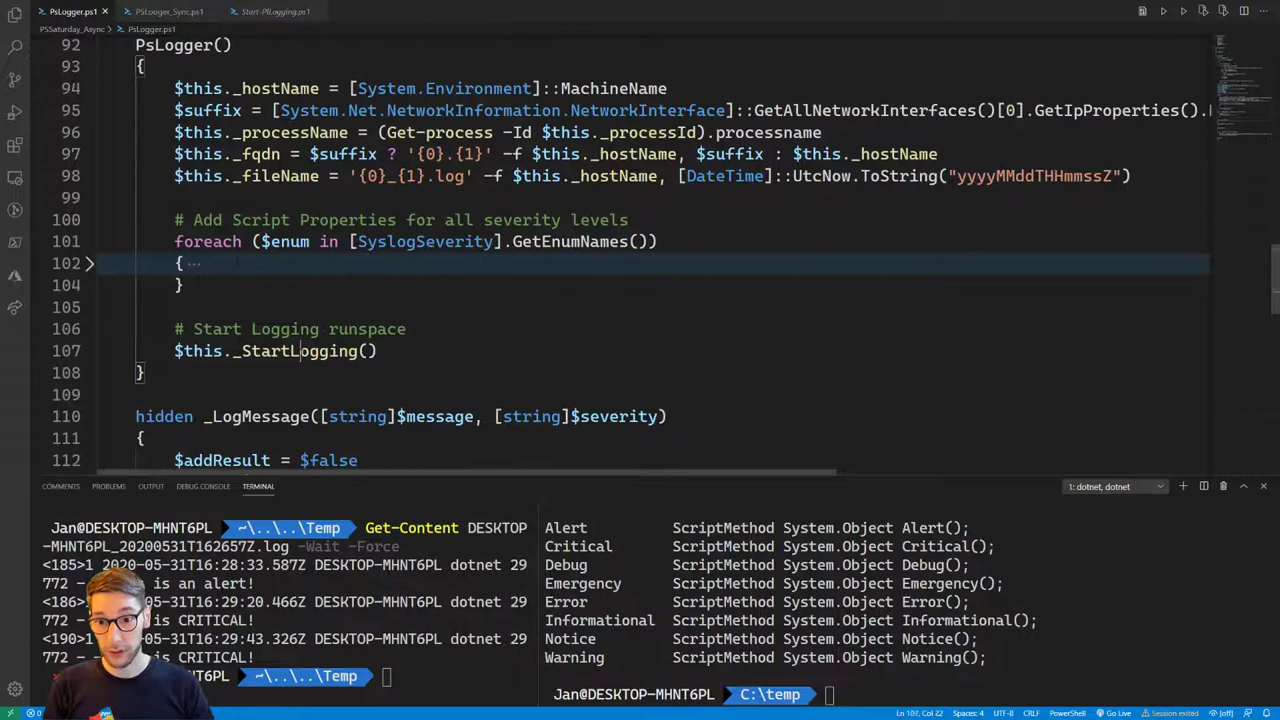 PsLogger.ps1
PSLooger_Sync.ps1
Start-PILogging.ps1
PSSaturday_Async > PsLogger.ps1
92 PsLogger()
93 {
94 $this._hostName = [System.Environment]::MachineName
95 $suffix = [System.Net.NetworkInformation.NetworkInterface]::GetAllNetworkInterfaces()[0].GetIpProperties().
96 $this._processName = (Get-process -Id $this._processId).processname
97 $this._fqdn = $suffix ? '{0}.{1}' -f $this._hostName, $suffix : $this._hostName
98 $this._fileName = '{0}_{1}.log' -f $this._hostName, [DateTime]::UtcNow.ToString("yyyyMMddTHHmmssZ")
99
100 # Add Script Properties for all severity levels
101 foreach ($enum in [SyslogSeverity].GetEnumNames())
102 { ...
104 }
105
106 # Start Logging runspace
107 $this._StartLogging()
108 }
109
110 hidden _LogMessage([string]$message, [string]$severity)
111 {
112 $addResult = $false
COMMENTS PROBLEMS OUTPUT DEBUG CONSOLE TERMINAL
1: dotnet, dotnet
Jan@DESKTOP-MHNT6PL ~\..\..\Temp Get-Content DESKTOP
-MHNT6PL_20200531T162657Z.log -Wait -Force
<185>1 2020-05-31T16:28:33.587Z DESKTOP-MHNT6PL dotnet 29
772 – is an alert!
<186> -31T16:29:20.466Z DESKTOP-MHNT6PL dotnet 29
772 – is CRITICAL!
<190> -31T16:29:43.326Z DESKTOP-MHNT6PL dotnet 29
772 – - is CRITICAL!
~\..\..\Temp
Alert ScriptMethod System.Object Alert();
Critical ScriptMethod System.Object Critical();
Debug ScriptMethod System.Object Debug();
Emergency ScriptMethod System.Object Emergency();
Error ScriptMethod System.Object Error();
Informational ScriptMethod System.Object Informational();
Notice ScriptMethod System.Object Notice();
Warning ScriptMethod System.Object Warning();
Jan@DESKTOP-MHNT6PL C:\temp
0 Ln 107, Col 22 Spaces: 4 UTF-8 CRLF PowerShell Go Live Session exited [off]